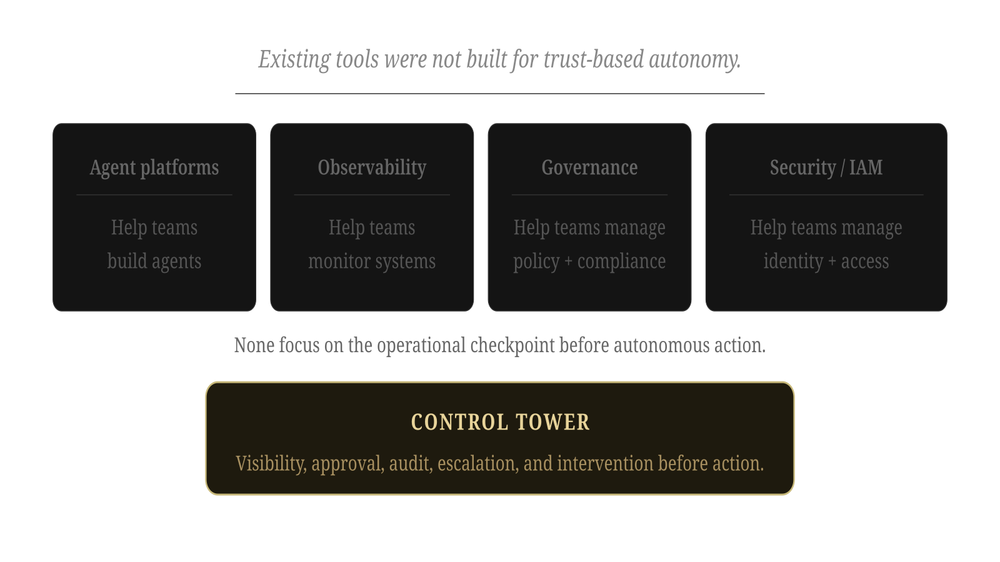 Existing tools were not built for trust-based autonomy.
Agent platforms
Help teams
build agents
Observability
Help teams
monitor systems
Governance
Help teams manage
policy + compliance
Security / IAM
Help teams manage
identity + access
None focus on the operational checkpoint before autonomous action.
CONTROL TOWER
Visibility, approval, audit, escalation, and intervention before action.